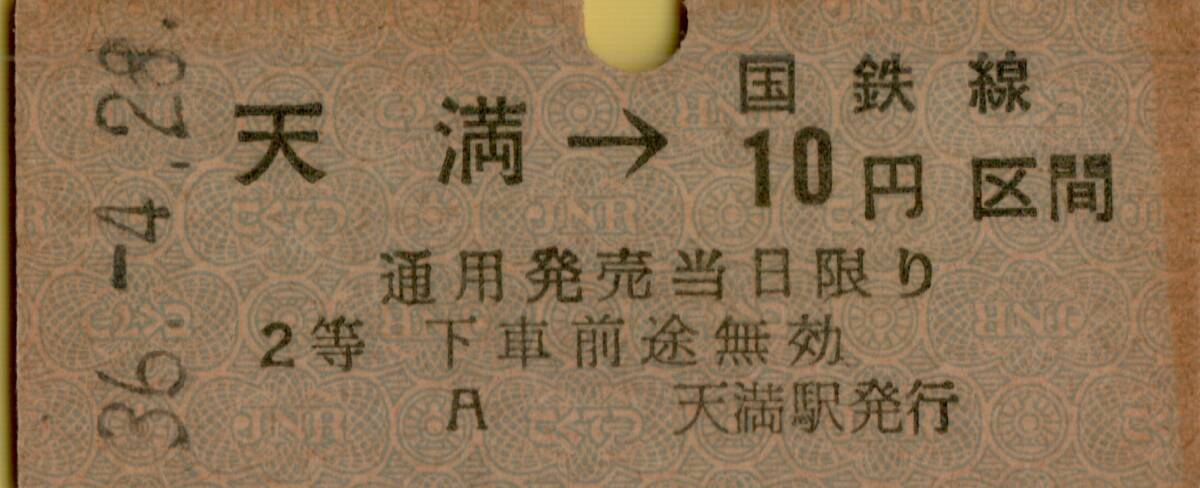 36.-4.28.
天満→国鉄線
10円区間
通用発売当日限り
2等 下車前途無効
A 天満駅発行